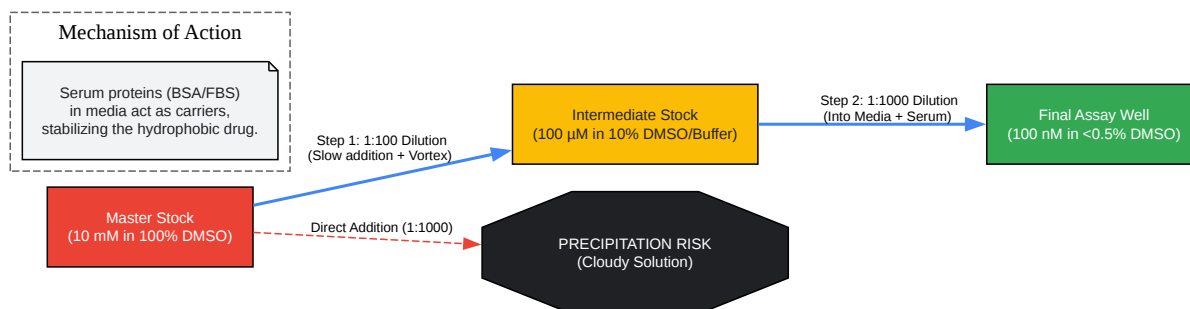 Mechanism of Action
Serum proteins (BSA/FBS)
in media act as carriers,
stabilizing the hydrophobic drug.
Master Stock
(10 mM in 100% DMSO)
Step 1: 1:100 Dilution
(Slow addition + Vortex)
Direct Addition (1:1000)
Intermediate Stock
(100 µM in 10% DMSO/Buffer)
PRECIPITATION RISK
(Cloudy Solution)
Step 2: 1:1000 Dilution
(Into Media + Serum)
Final Assay Well
(100 nM in <0.5% DMSO)